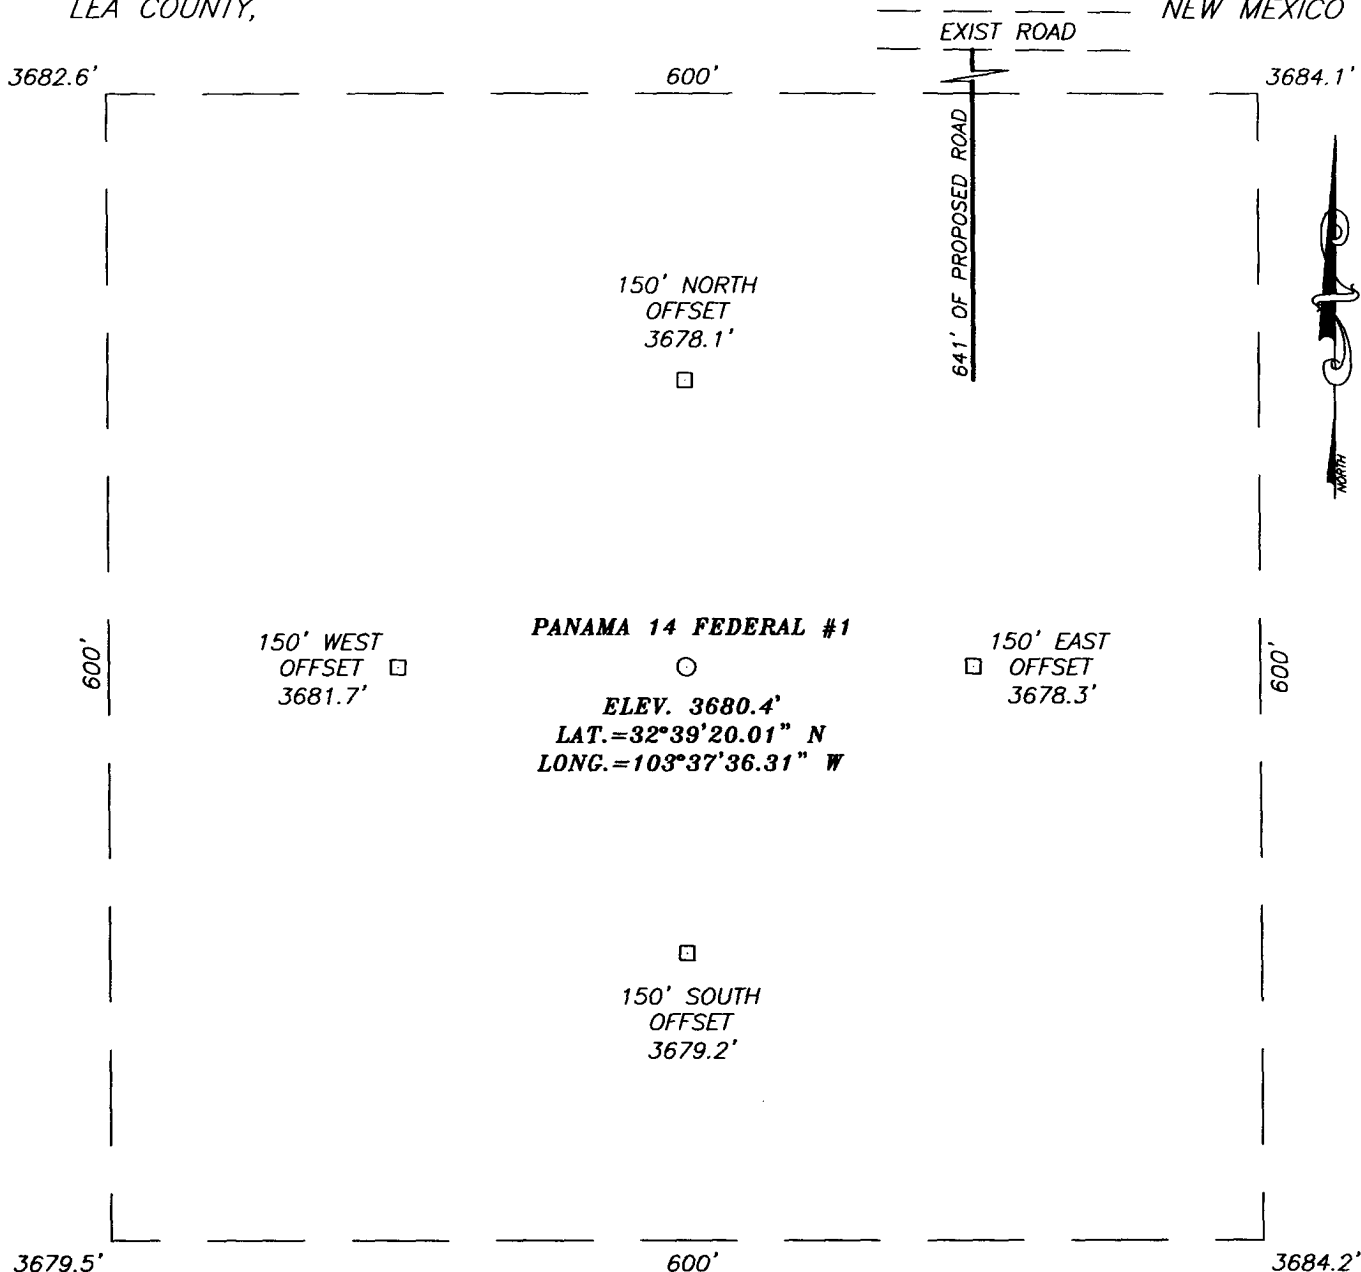 LEA COUNTY,
NEW MEXICO
EXIST ROAD
3682.6'
600'
3684.1'
641' OF PROPOSED ROAD
150' NORTH
OFFSET
3678.1'
NORTH
600'
150' WEST
OFFSET
3681.7'
PANAMA 14 FEDERAL #1
ELEV. 3680.4'
LAT.=32°39'20.01" N
LONG.=103°37'36.31" W
150' EAST
OFFSET
3678.3'
600'
150' SOUTH
OFFSET
3679.2'
3679.5'
600'
3684.2'